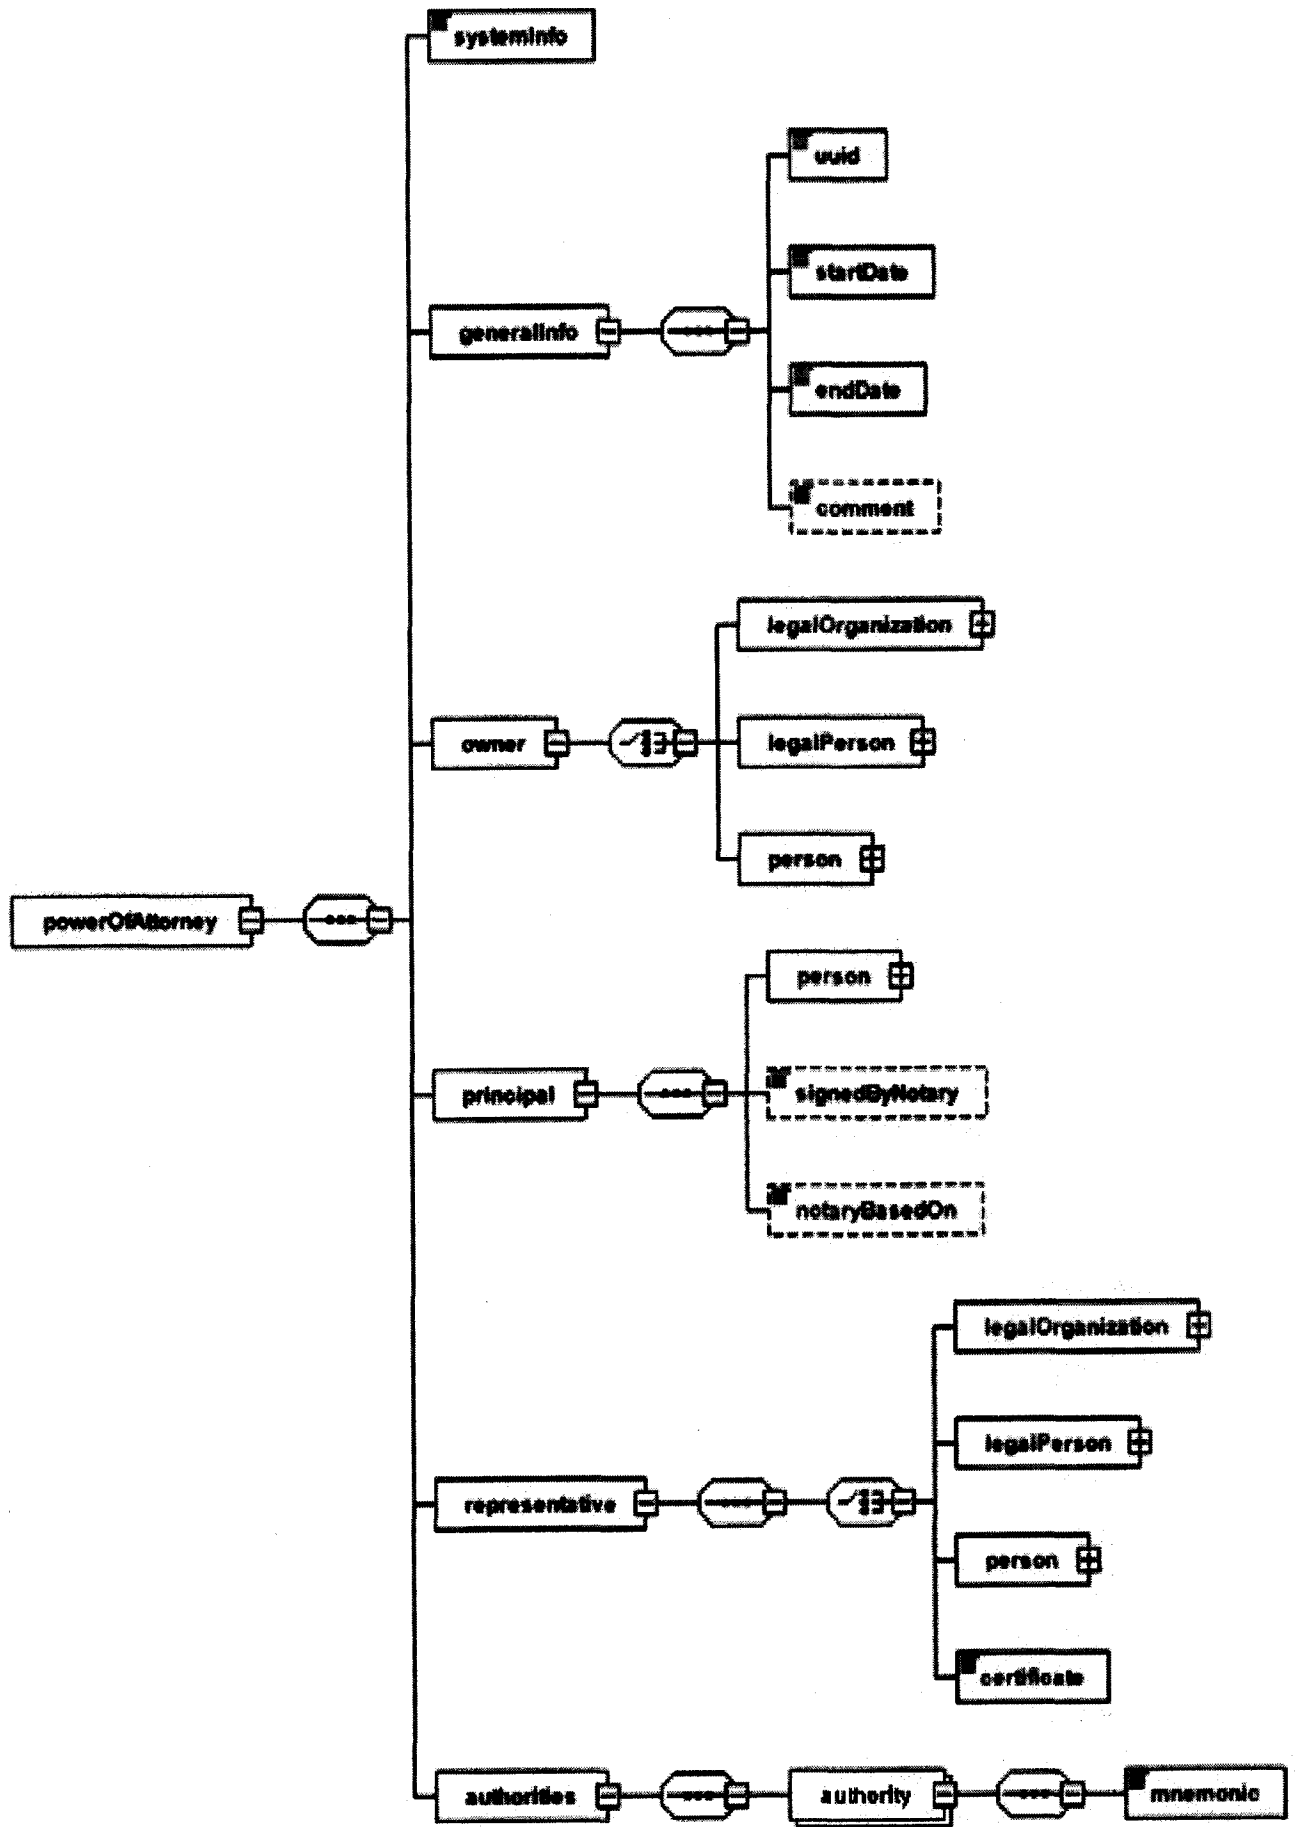 systemInfo
uuid
startDate
generalInfo
endDate
comment
legalOrganization
owner
legalPerson
person
powerOfAttorney
person
principal
signedByNotary
notaryBasedOn
legalOrganization
legalPerson
representative
person
certificate
authorities
authority
mnemonic